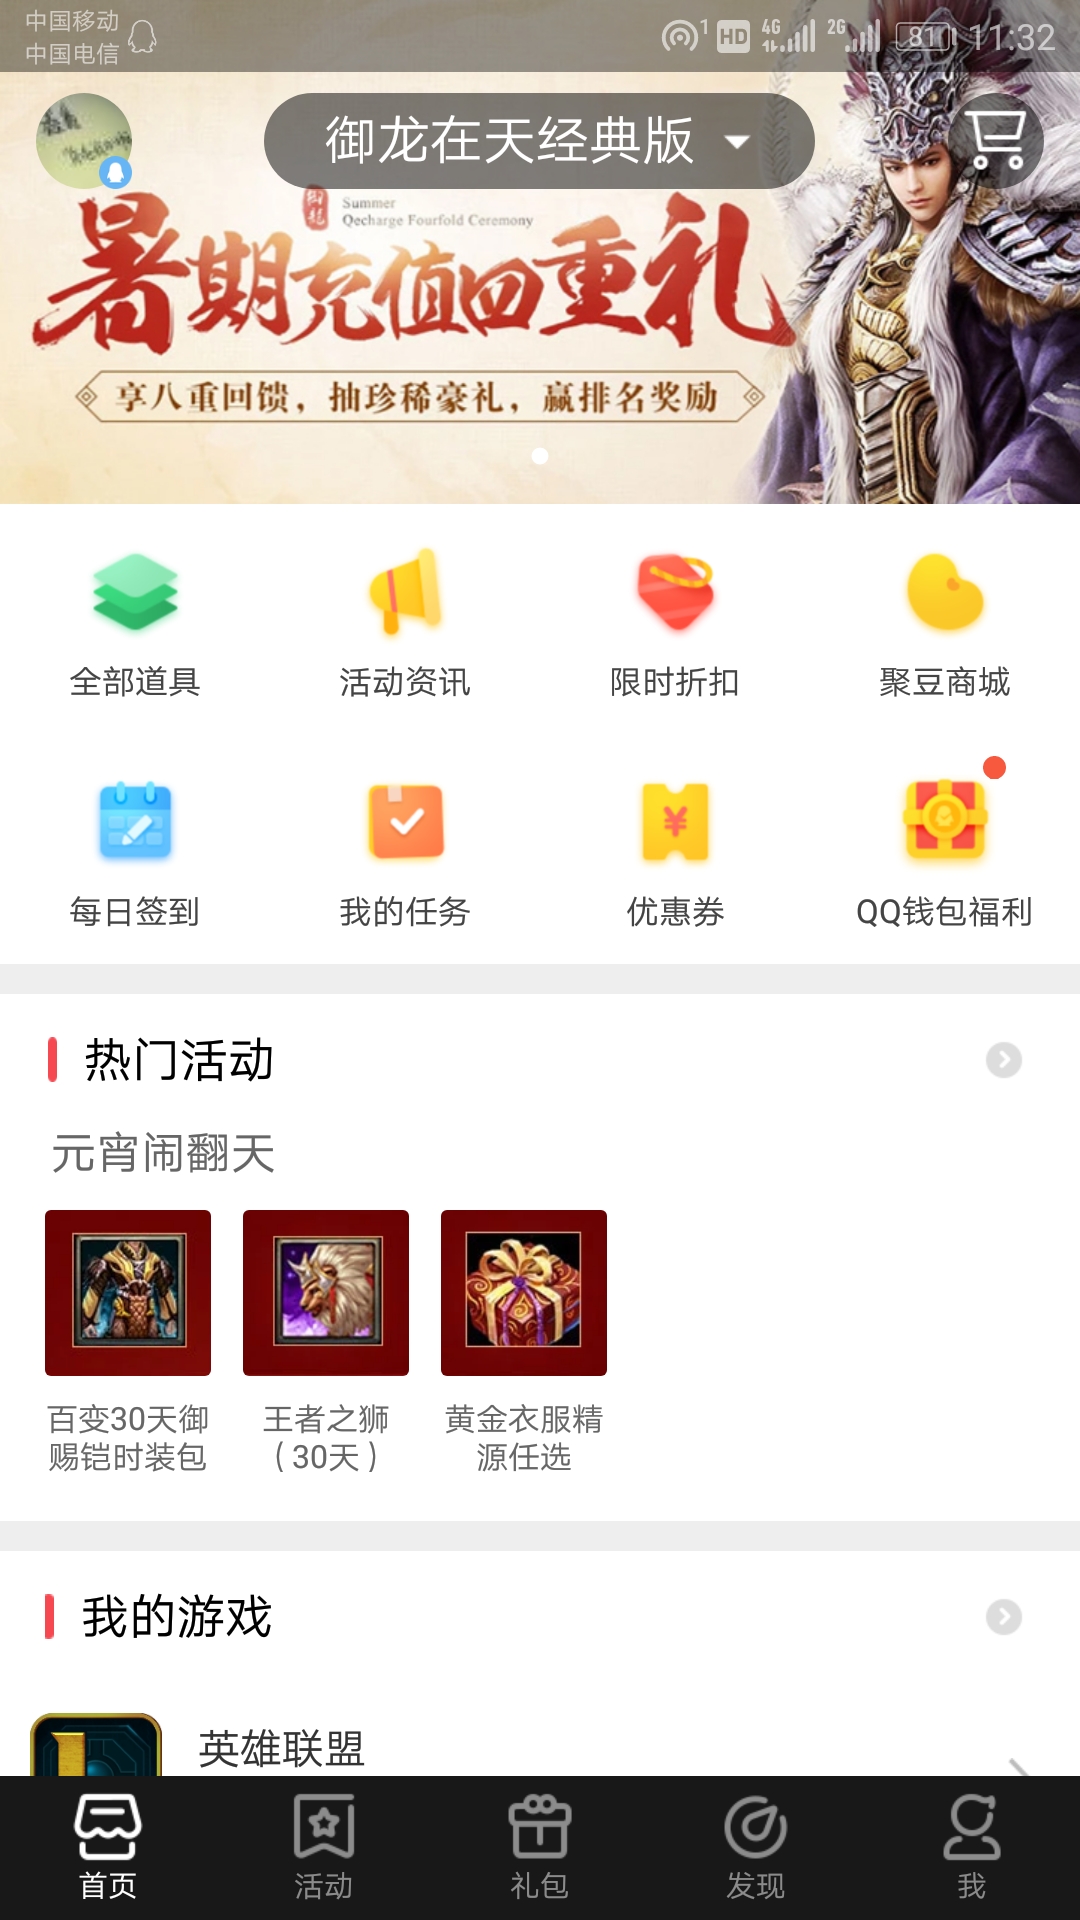 中国移动
中国电信
1
HD
4G
2G
81
11:32
御龙在天经典版
御龙
Summer
Qecharge Fourfold Ceremony
暑期充值四重礼
享八重回馈，抽珍稀豪礼，赢排名奖励
全部道具
活动资讯
限时折扣
聚豆商城
每日签到
我的任务
¥
优惠券
QQ钱包福利
热门活动
元宵闹翻天
百变30天御
赐铠时装包
王者之狮
（30天）
黄金衣服精
源任选
我的游戏
英雄联盟
首页
活动
礼包
发现
我